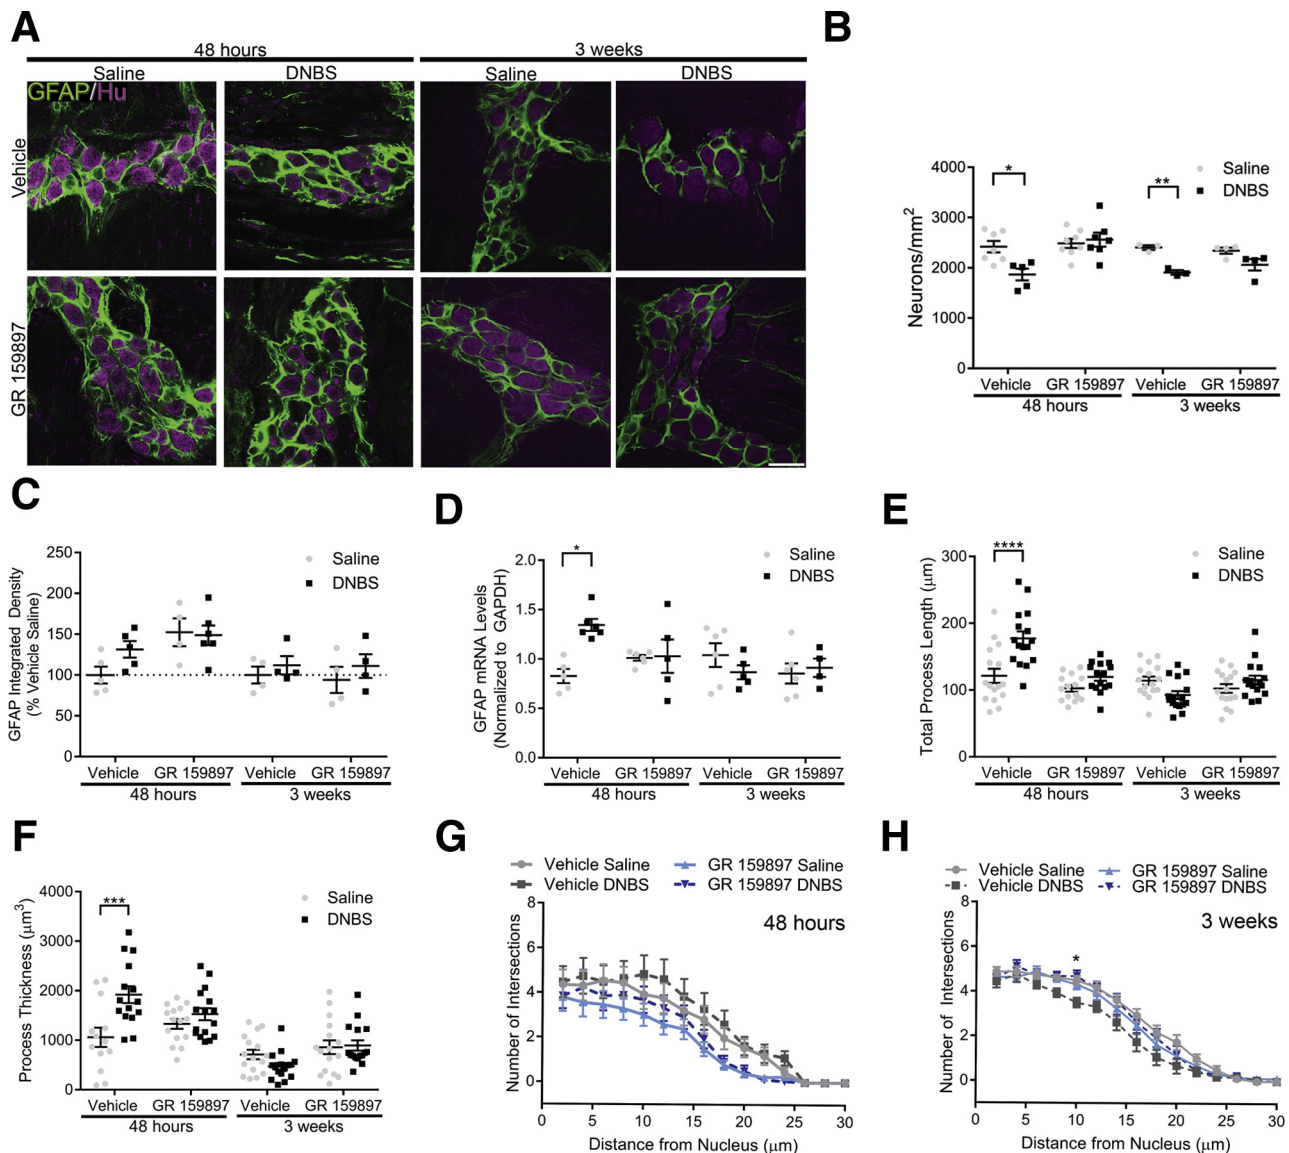 A
48 hours
3 weeks
Saline
DNBS
Saline
DNBS
GFAP/Hu
Vehicle
GR 159897
B
Neurons/mm2
4000
3000
2000
1000
0
*
**
Saline
DNBS
Vehicle
GR 159897
Vehicle
GR 159897
48 hours
3 weeks
C
GFAP Integrated Density
(% Vehicle Saline)
250
200
150
100
50
0
Saline
DNBS
Vehicle
GR 159897
Vehicle
GR 159897
48 hours
3 weeks
D
GFAP mRNA Levels
(Normalized to GAPDH)
2.0
1.5
1.0
0.5
0.0
*
Saline
DNBS
Vehicle
GR 159897
Vehicle
GR 159897
48 hours
3 weeks
E
Total Process Length (μm)
300
200
100
0
****
Saline
DNBS
Vehicle
GR 159897
Vehicle
GR 159897
48 hours
3 weeks
F
Process Thickness (μm³)
4000
3000
2000
1000
0
***
Saline
DNBS
Vehicle
GR 159897
Vehicle
GR 159897
48 hours
3 weeks
G
Vehicle Saline
GR 159897 Saline
Vehicle DNBS
GR 159897 DNBS
48 hours
Number of Intersections
8
6
4
2
0
0
5
10
15
20
25
30
Distance from Nucleus (μm)
H
Vehicle Saline
GR 159897 Saline
Vehicle DNBS
GR 159897 DNBS
3 weeks
*
Number of Intersections
8
6
4
2
0
0
5
10
15
20
25
30
Distance from Nucleus (μm)